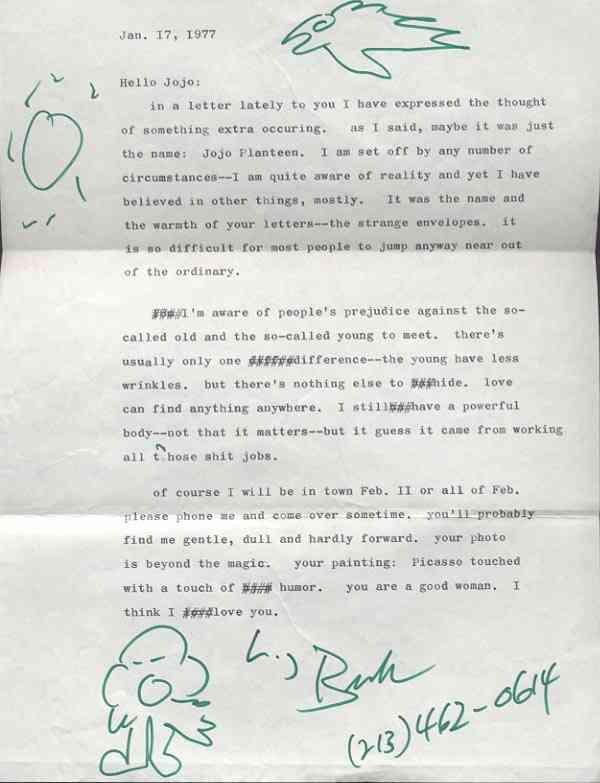 Jan. 17, 1977
Hello Jojo:
in a letter lately to you I have expressed the thought
of something extra occuring. as I said, maybe it was just
the name: Jojo Planteen. I am set off by any number of
circumstances--I am quite aware of reality and yet I have
believed in other things, mostly. It was the name and
the warmth of your letters--the strange envelopes. it
is so difficult for most people to jump anyway near out
of the ordinary.
I'm aware of people's prejudice against the so-
called old and the so-called young to meet. there's
usually only one difference--the young have less
wrinkles. but there's nothing else to hide. love
can find anything anywhere. I still have a powerful
body--not that it matters--but it guess it came from working
all those shit jobs.
of course I will be in town Feb. II or all of Feb.
please phone me and come over sometime. you'll probably
find me gentle, dull and hardly forward. your photo
is beyond the magic. your painting: Picasso touched
with a touch of humor. you are a good woman. I
think I love you.
Buk
(213) 462-0614